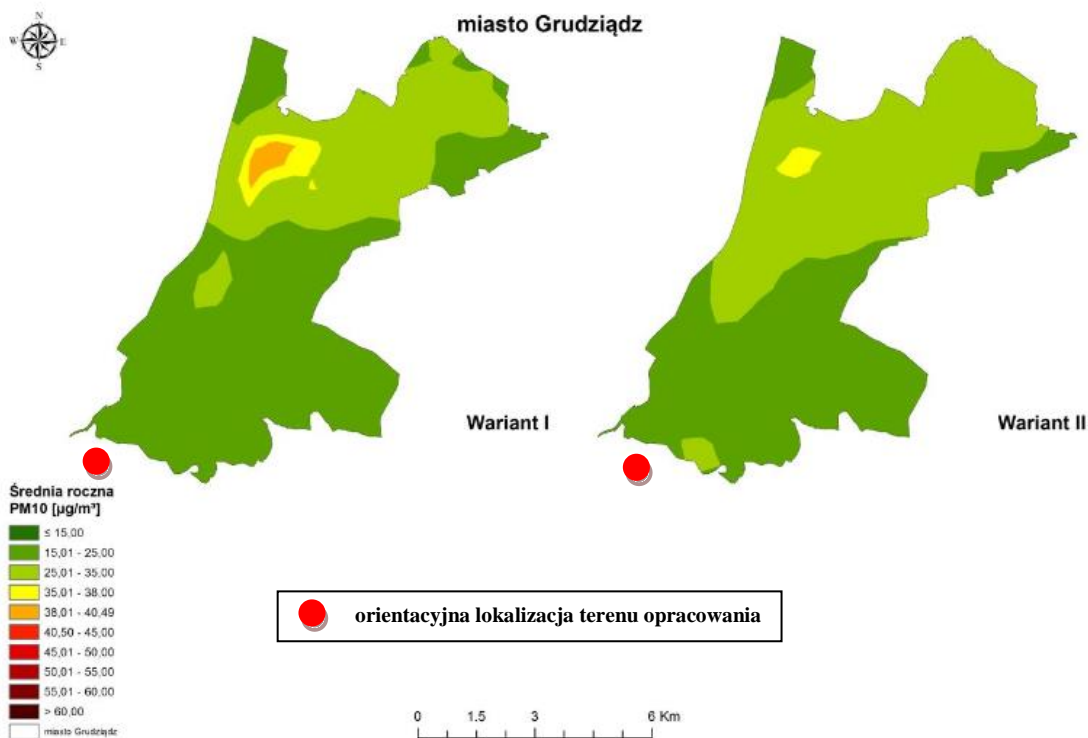 miasto Grudziądz
N
W E
S
Wariant I
Wariant II
Średnia roczna
PM10 [µg/m³]
≤ 15,00
15,01 - 25,00
25,01 - 35,00
35,01 - 38,00
38,01 - 40,49
40,50 - 45,00
45,01 - 50,00
50,01 - 55,00
55,01 - 60,00
> 60,00
miasto Grudziądz
orientacyjna lokalizacja terenu opracowania
0 1.5 3 6 Km